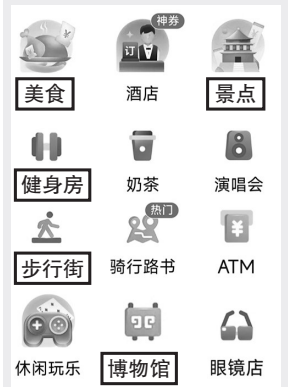 神券
订
美食 酒店 景点
健身房 奶茶 演唱会
热门
¥
步行街 骑行路书 ATM
休闲玩乐 博物馆 眼镜店